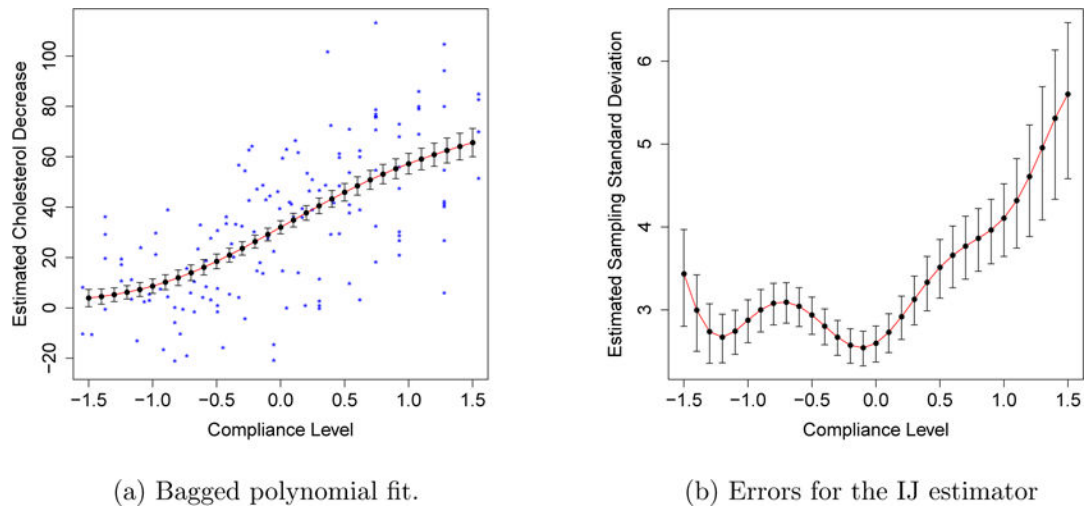 Estimated Cholesterol Decrease
100
80
60
40
20
0
−20
−1.5 −1.0 −0.5 0.0 0.5 1.0 1.5
Compliance Level
(a) Bagged polynomial fit.
Estimated Sampling Standard Deviation
6
5
4
3
−1.5 −1.0 −0.5 0.0 0.5 1.0 1.5
Compliance Level
(b) Errors for the IJ estimator